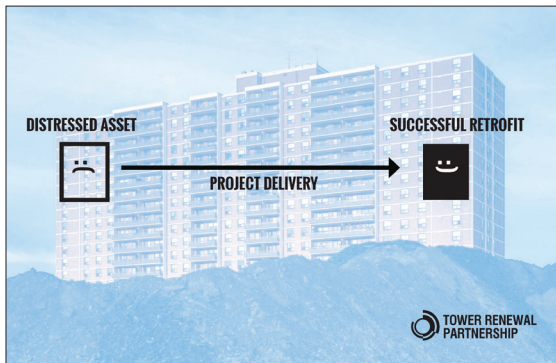 DISTRESSED ASSET
SUCCESSFUL RETROFIT
PROJECT DELIVERY
TOWER RENEWAL
PARTNERSHIP